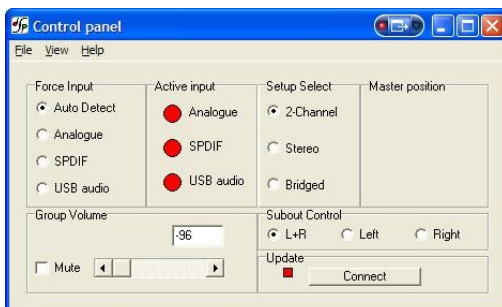 Control panel
File View Help
Force Input
Auto Detect
Analogue
SPDIF
USB audio
Active input
Analogue
SPDIF
USB audio
Setup Select
2-Channel
Stereo
Bridged
Master position
Group Volume
-96
Mute
Subout Control
L+R Left Right
Update
Connect